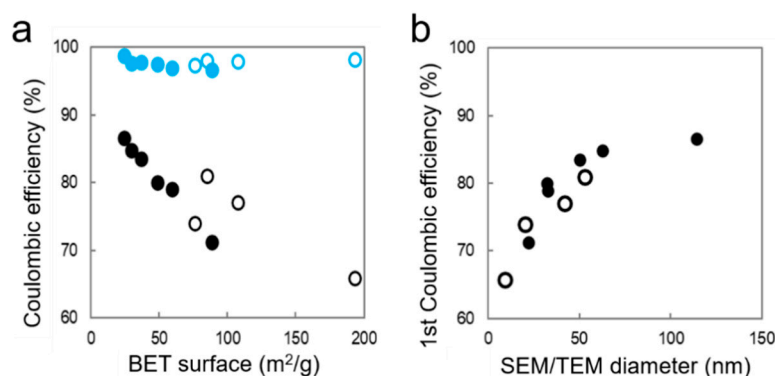 a
100
90
80
70
60
Coulombic efficiency (%)
0 50 100 150 200
BET surface (m²/g)
b
100
90
80
70
60
1st Coulombic efficiency (%)
0 50 100 150
SEM/TEM diameter (nm)